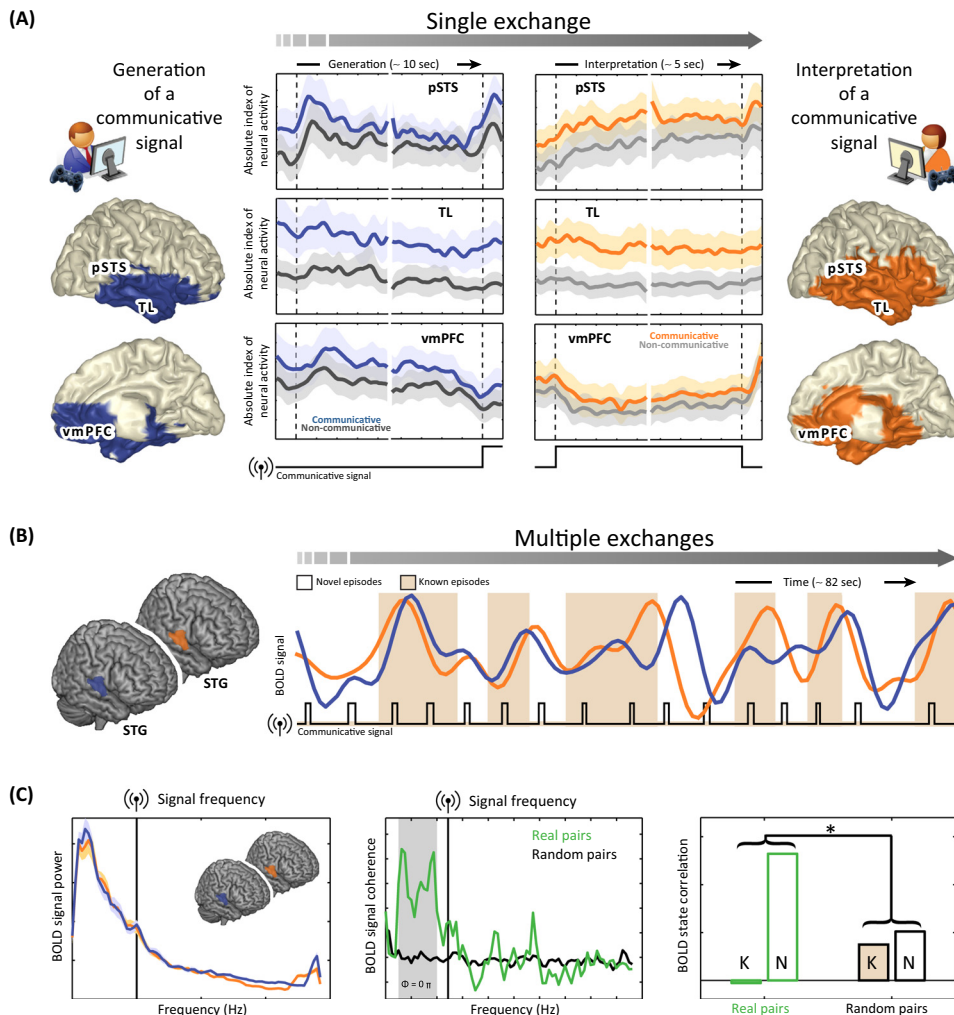 (A)
Single exchange
Generation
of a
communicative
signal
Generation (~ 10 sec)
pSTS
Absolute index of
neural activity
Interpretation (~ 5 sec)
pSTS
Interpretation
of a
communicative
signal
TL
Absolute index of
neural activity
TL
pSTS
TL
pSTS
TL
vmPFC
Absolute index of
neural activity
Communicative
Non-communicative
vmPFC
Communicative
Non-communicative
vmPFC
vmPFC
Communicative signal
(B)
Multiple exchanges
Novel episodes
Known episodes
Time (~ 82 sec)
BOLD signal
STG
STG
Communicative signal
(C)
Signal frequency
BOLD signal power
Frequency (Hz)
Signal frequency
Real pairs
Random pairs
BOLD signal coherence
Φ = 0 π
Frequency (Hz)
*
BOLD state correlation
K N K N
Real pairs Random pairs